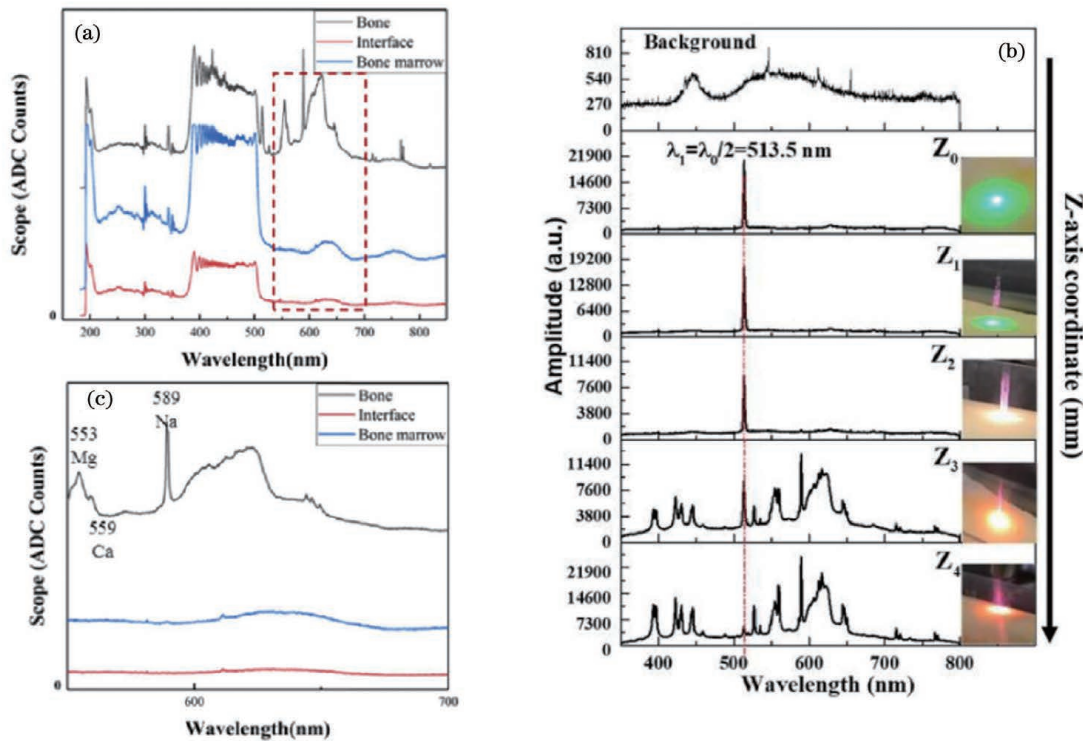 (a)
Bone
Interface
Bone marrow
Scope (ADC Counts)
0
200
300
400
500
600
700
800
Wavelength(nm)
(c)
589
Na
553
Mg
559
Ca
Bone
Interface
Bone marrow
Scope (ADC Counts)
0
600
700
Wavelength(nm)
(b)
Background
810
540
270
0
λ₁=λ₀/2=513.5 nm
Z₀
21900
14600
7300
0
Z₁
19200
12800
6400
0
Z₂
11400
7600
3800
0
Z₃
11400
7600
3800
0
Z₄
21900
14600
7300
0
Amplitude (a.u.)
400
500
600
700
800
Wavelength (nm)
Z-axis coordinate (mm)